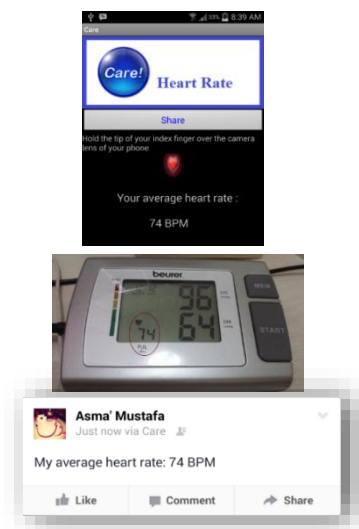 33% 8:39 AM
Care
Care! Heart Rate
Share
Hold the tip of your index finger over the camera
lens of your phone
Your average heart rate :
74 BPM
beurer
96
64
74
PUL
MEM
START
Asma' Mustafa
Just now via Care
My average heart rate: 74 BPM
Like Comment Share